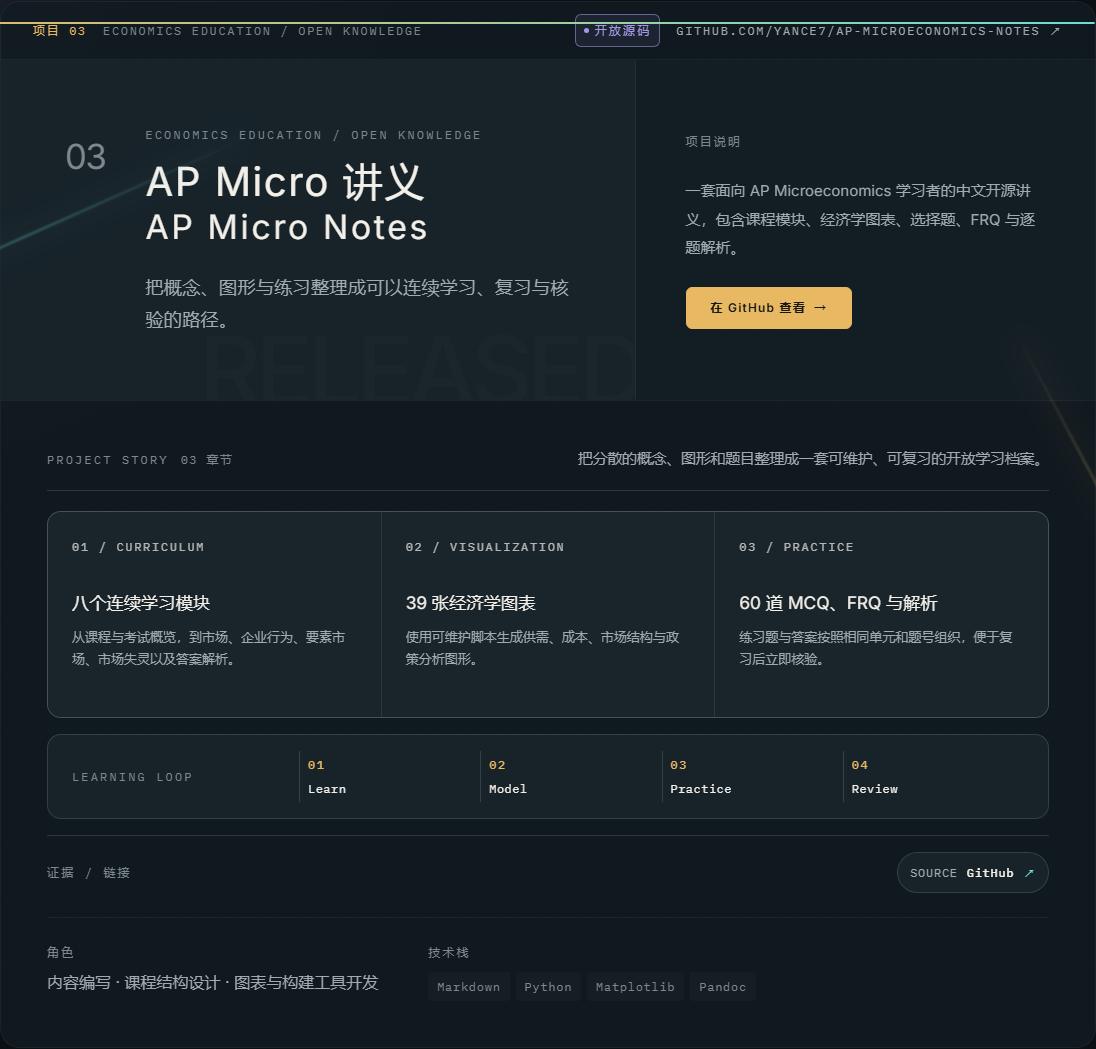 项目 03 ECONOMICS EDUCATION / OPEN KNOWLEDGE
开放源码
GITHUB.COM/YANCE7/AP-MICROECONOMICS-NOTES ↗
03
ECONOMICS EDUCATION / OPEN KNOWLEDGE
AP Micro 讲义
AP Micro Notes
把概念、图形与练习整理成可以连续学习、复习与核
验的路径。
RELEASED
项目说明
一套面向 AP Microeconomics 学习者的中文开源讲
义，包含课程模块、经济学图表、选择题、FRQ 与逐
题解析。
在 GitHub 查看 →
PROJECT STORY 03 章节
把分散的概念、图形和题目整理成一套可维护、可复习的开放学习档案。
01 / CURRICULUM
八个连续学习模块
从课程与考试概览，到市场、企业行为、要素市
场、市场失灵以及答案解析。
02 / VISUALIZATION
39 张经济学图表
使用可维护脚本生成供需、成本、市场结构与政
策分析图形。
03 / PRACTICE
60 道 MCQ、FRQ 与解析
练习题与答案按照相同单元和题号组织，便于复
习后立即核验。
LEARNING LOOP
01
Learn
02
Model
03
Practice
04
Review
证据 / 链接
SOURCE GitHub ↗
角色
内容编写 · 课程结构设计 · 图表与构建工具开发
技术栈
Markdown Python Matplotlib Pandoc